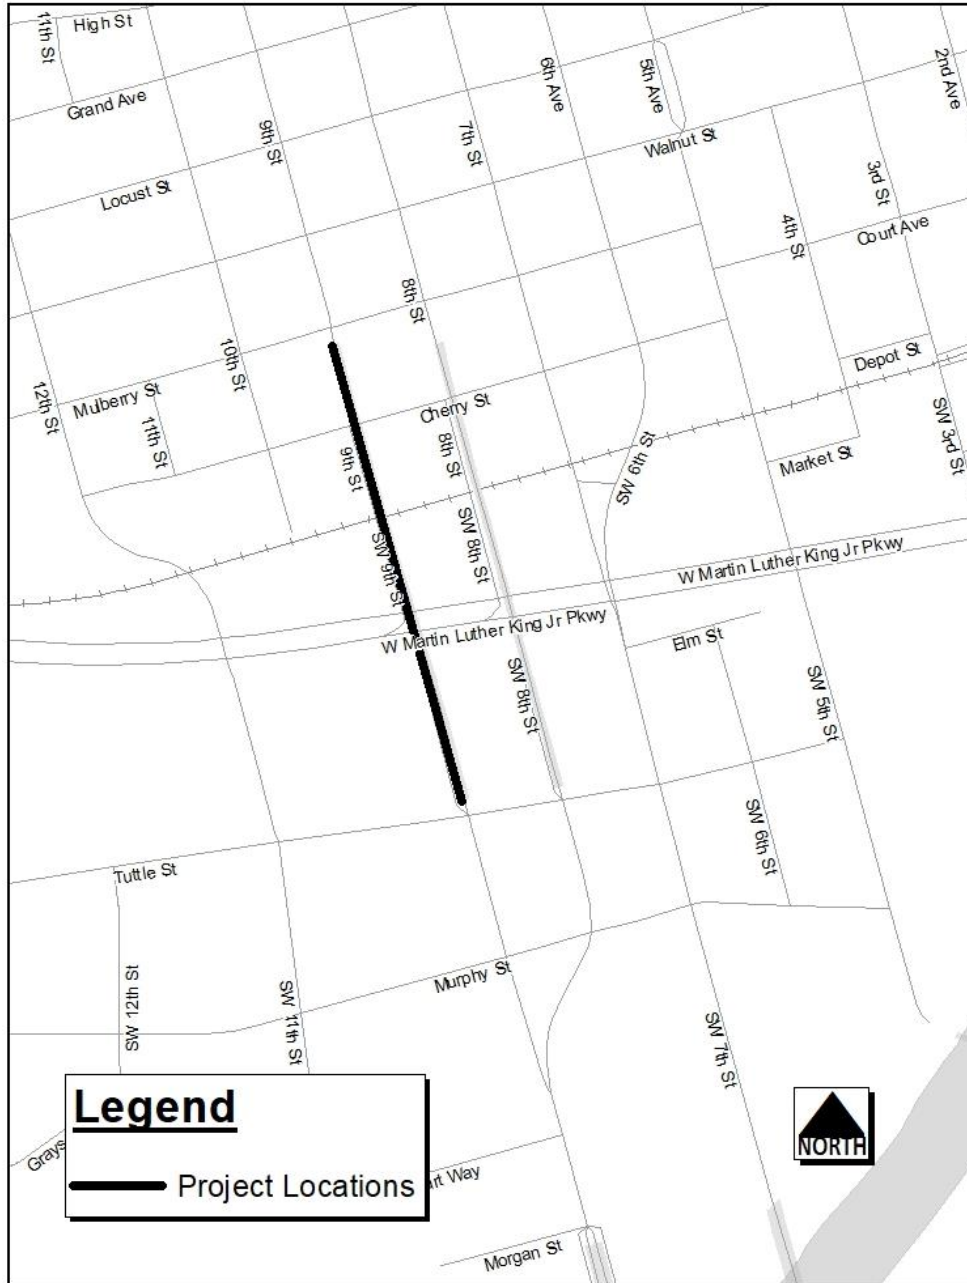 High St
11th St
Grand Ave
6th Ave
5th Ave
2nd Ave
9th St
7th St
Walnut St
Locust St
3rd St
4th St
Court Ave
8th St
10th St
Depot St
12th St
Mulberry St
11th St
Cherry St
SW 3rd St
8th St
9th St
Market St
SW 6th St
SW 8th St
SW 9th St
W Martin Luther King Jr Pkwy
W Martin Luther King Jr Pkwy
Elm St
SW 8th St
SW 5th St
SW 6th St
Tuttle St
Murphy St
SW 12th St
SW 11th St
SW 7th St
Legend
Project Locations
NORTH
Grays
rt Way
Morgan St